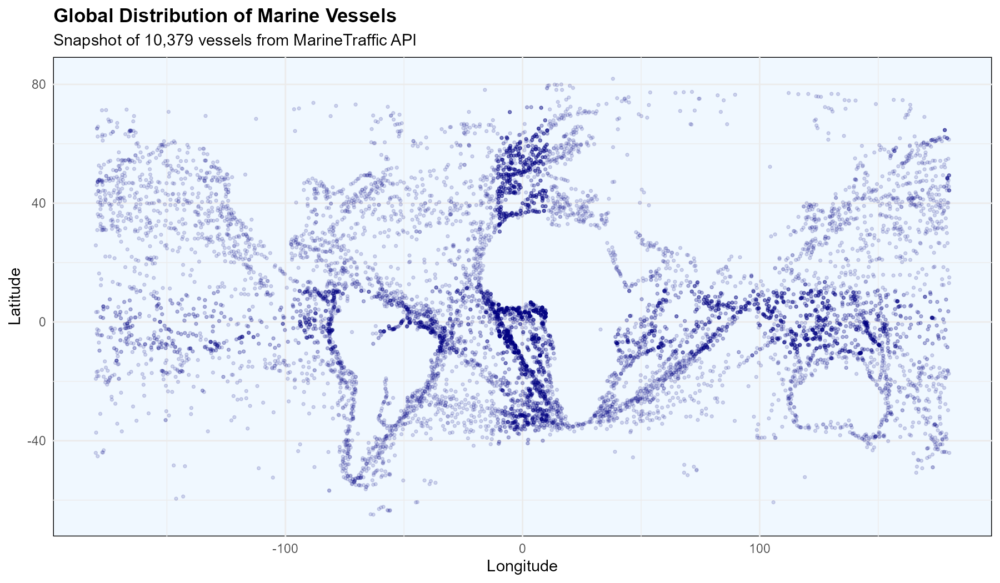 Global Distribution of Marine Vessels
Snapshot of 10,379 vessels from MarineTraffic API
Latitude
80
40
0
-40
-100
0
100
Longitude